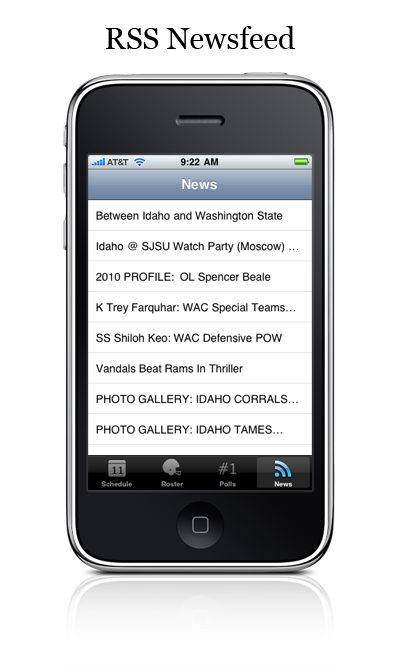 RSS Newsfeed
AT&T 9:22 AM
News
Between Idaho and Washington State
Idaho @ SJSU Watch Party (Moscow) ...
2010 PROFILE: OL Spencer Beale
K Trey Farquhar: WAC Special Teams...
SS Shiloh Keo: WAC Defensive POW
Vandals Beat Rams In Thriller
PHOTO GALLERY: IDAHO CORRALS...
PHOTO GALLERY: IDAHO TAMES...
11 #1
Schedule Roster Polls News